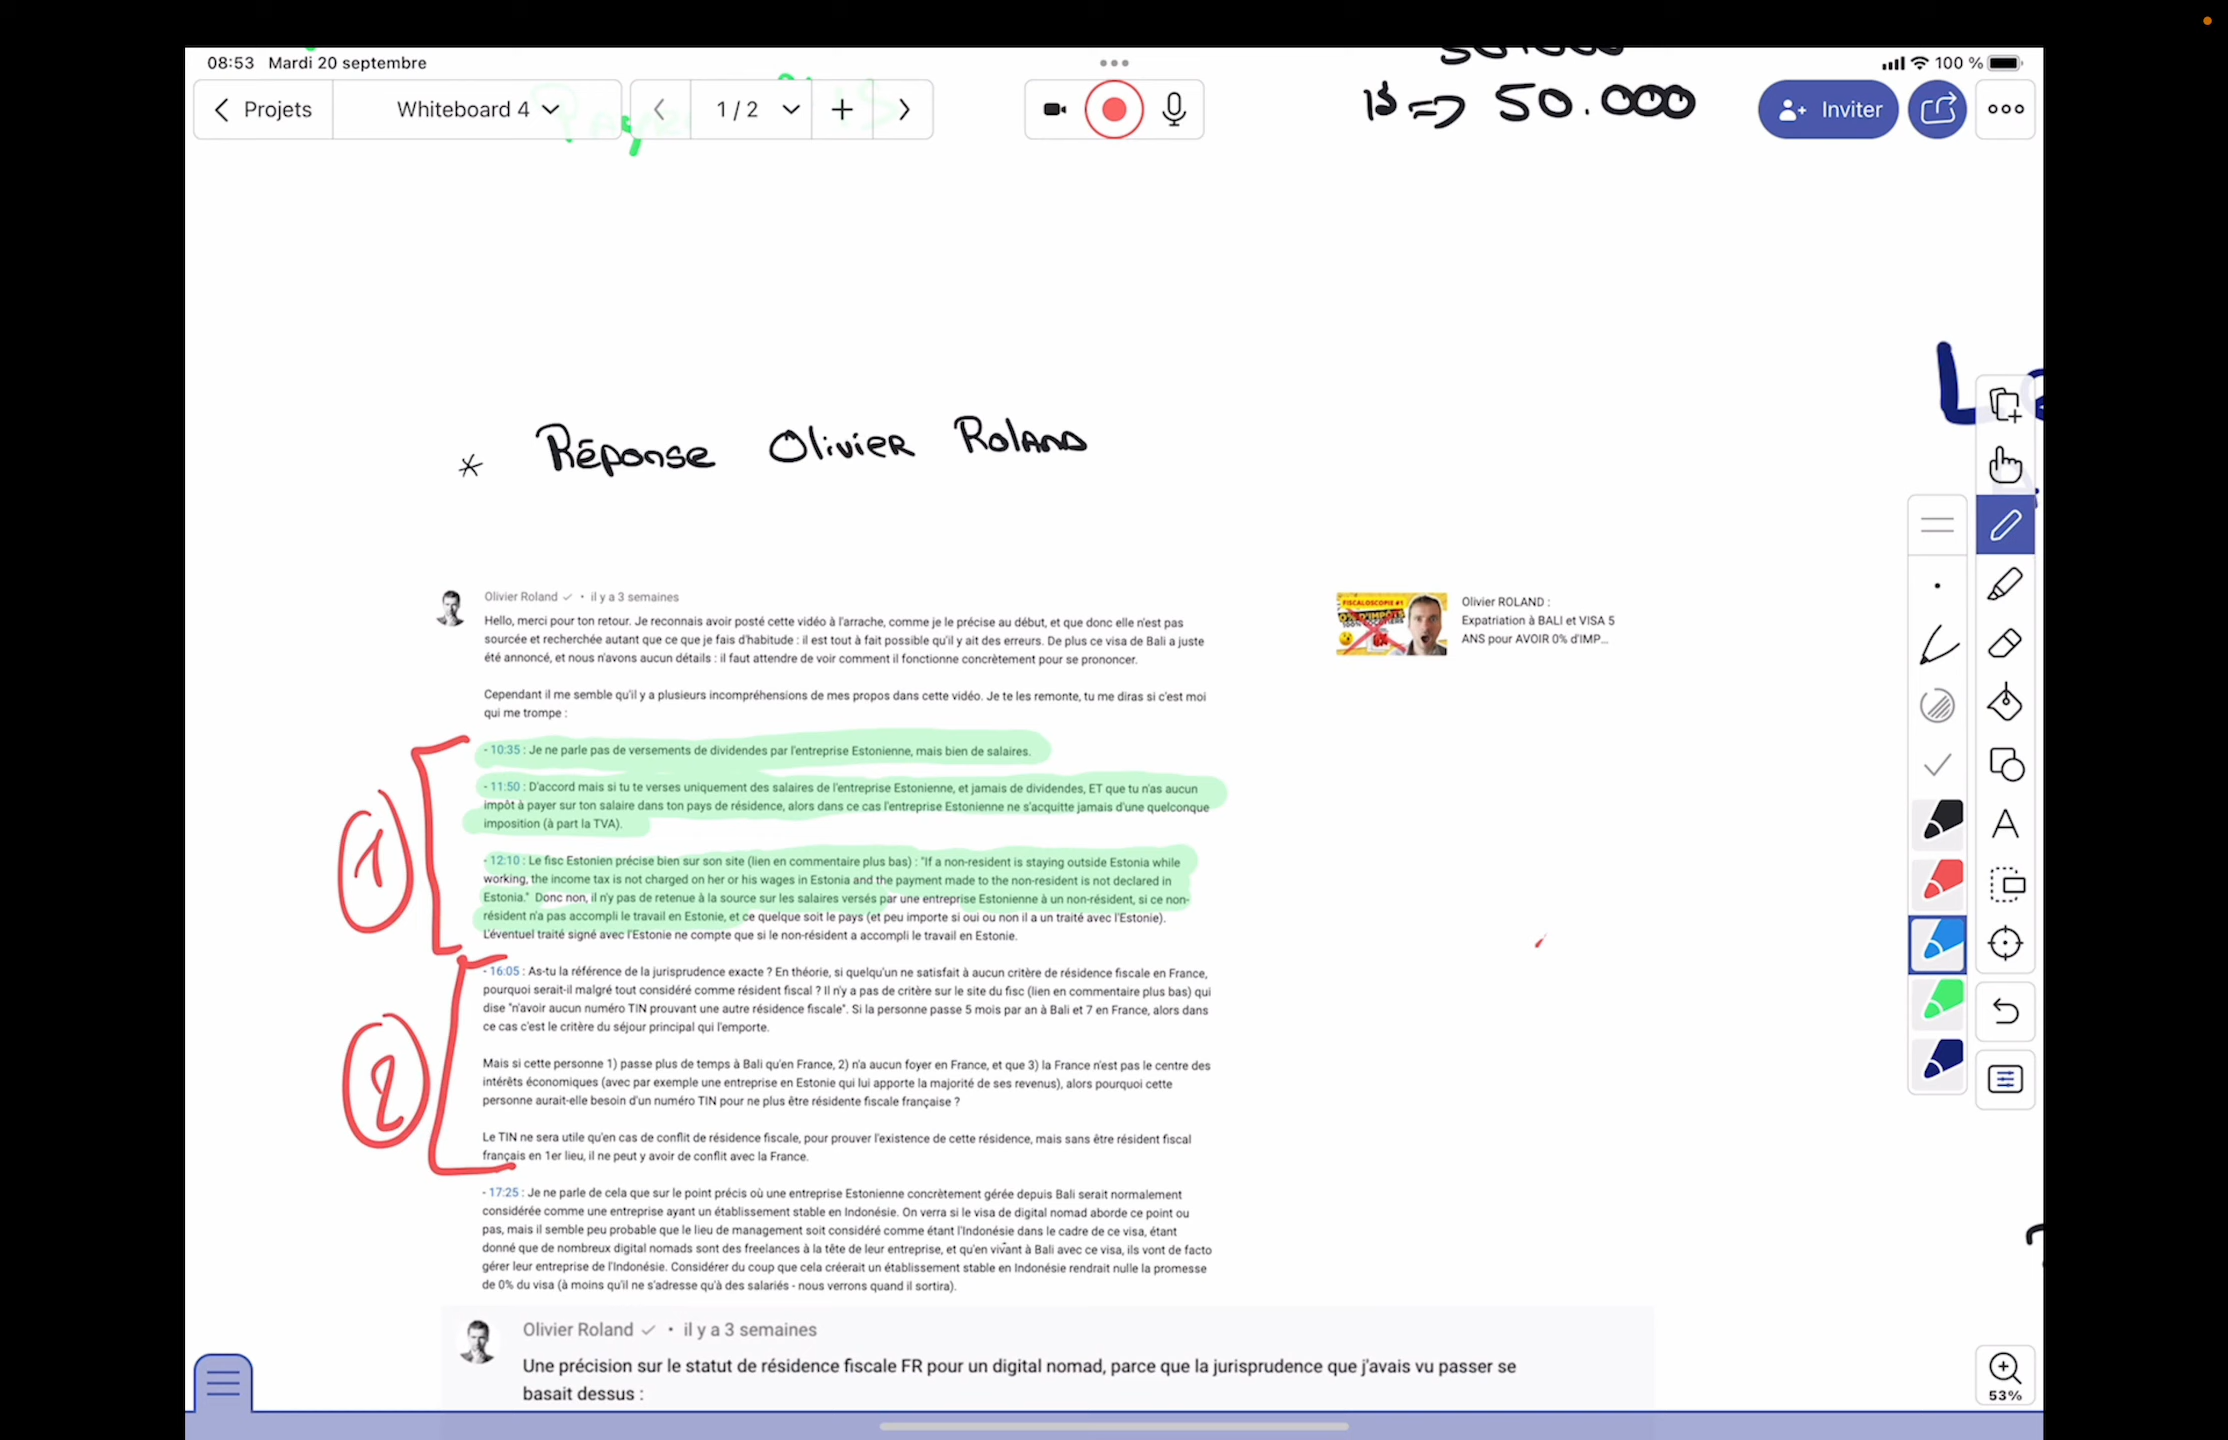 08:53 Mardi 20 septembre
100 %
Projets
Whiteboard 4
1 / 2
1$ => 50.000
Inviter
* Réponse Olivier Roland
Olivier Roland • il y a 3 semaines
Hello, merci pour ton retour. Je reconnais avoir posté cette vidéo à l'arrache, comme je le précise au début, et que donc elle n'est pas
sourcée et recherchée autant que ce que je fais d'habitude : il est tout à fait possible qu'il y ait des erreurs. De plus ce visa de Bali a juste
été annoncé, et nous n'avons aucun détails : il faut attendre de voir comment il fonctionne concrètement pour se prononcer.
Cependant il me semble qu'il y a plusieurs incompréhensions de mes propos dans cette vidéo. Je te les remonte, tu me diras si c'est moi
qui me trompe :
1
- 10:35 : Je ne parle pas de versements de dividendes par l'entreprise Estonienne, mais bien de salaires.
- 11:50 : D'accord mais si tu te verses uniquement des salaires de l'entreprise Estonienne, et jamais de dividendes, ET que tu n'as aucun
impôt à payer sur ton salaire dans ton pays de résidence, alors dans ce cas l'entreprise Estonienne ne s'acquitte jamais d'une quelconque
imposition (à part la TVA).
- 12:10 : Le fisc Estonien précise bien sur son site (lien en commentaire plus bas) : "If a non-resident is staying outside Estonia while
working, the income tax is not charged on her or his wages in Estonia and the payment made to the non-resident is not declared in
Estonia." Donc non, il n'y pas de retenue à la source sur les salaires versés par une entreprise Estonienne à un non-résident, si ce non-
résident n'a pas accompli le travail en Estonie, et ce quelque soit le pays (et peu importe si oui ou non il a un traité avec l'Estonie).
L'éventuel traité signé avec l'Estonie ne compte que si le non-résident a accompli le travail en Estonie.
2
- 16:05 : As-tu la référence de la jurisprudence exacte ? En théorie, si quelqu'un ne satisfait à aucun critère de résidence fiscale en France,
pourquoi serait-il malgré tout considéré comme résident fiscal ? Il n'y a pas de critère sur le site du fisc (lien en commentaire plus bas) qui
dise "n'avoir aucun numéro TIN prouvant une autre résidence fiscale". Si la personne passe 5 mois par an à Bali et 7 en France, alors dans
ce cas c'est le critère du séjour principal qui l'emporte.
Mais si cette personne 1) passe plus de temps à Bali qu'en France, 2) n'a aucun foyer en France, et que 3) la France n'est pas le centre des
intérêts économiques (avec par exemple une entreprise en Estonie qui lui apporte la majorité de ses revenus), alors pourquoi cette
personne aurait-elle besoin d'un numéro TIN pour ne plus être résidente fiscale française ?
Le TIN ne sera utile qu'en cas de conflit de résidence fiscale, pour prouver l'existence de cette résidence, mais sans être résident fiscal
français en 1er lieu, il ne peut y avoir de conflit avec la France.
- 17:25 : Je ne parle de cela que sur le point précis où une entreprise Estonienne concrètement gérée depuis Bali serait normalement
considérée comme une entreprise ayant un établissement stable en Indonésie. On verra si le visa de digital nomad aborde ce point ou
pas, mais il semble peu probable que le lieu de management soit considéré comme étant l'Indonésie dans le cadre de ce visa, étant
donné que de nombreux digital nomads sont des freelances à la tête de leur entreprise, et qu'en vivant à Bali avec ce visa, ils vont de facto
gérer leur entreprise de l'Indonésie. Considérer du coup que cela créerait un établissement stable en Indonésie rendrait nulle la promesse
de 0% du visa (à moins qu'il ne s'adresse qu'à des salariés - nous verrons quand il sortira).
FISCALOSCOPIE #1
Olivier ROLAND :
Expatriation à BALI et VISA 5
ANS pour AVOIR 0% d'IMP...
A
Olivier Roland • il y a 3 semaines
Une précision sur le statut de résidence fiscale FR pour un digital nomad, parce que la jurisprudence que j'avais vu passer se
basait dessus :
53%